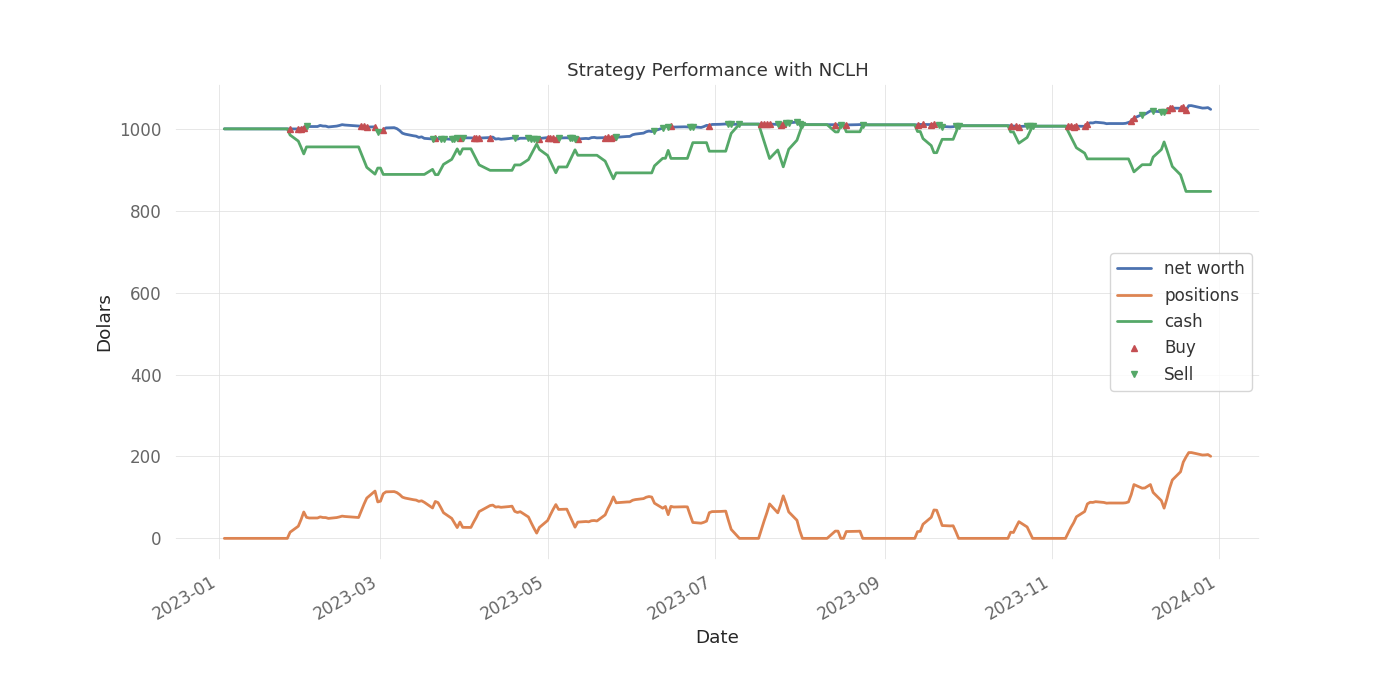 Strategy Performance with NCLH
1000
800
600
400
200
0
Dolars
net worth
positions
cash
Buy
Sell
2023-01
2023-03
2023-05
2023-07
2023-09
2023-11
2024-01
Date